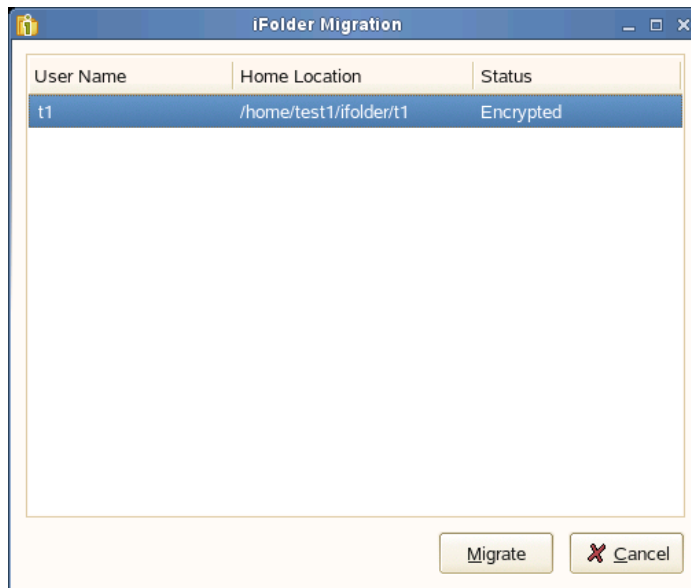 iFolder Migration
User Name Home Location Status
t1 /home/test1/ifolder/t1 Encrypted
Migrate Cancel